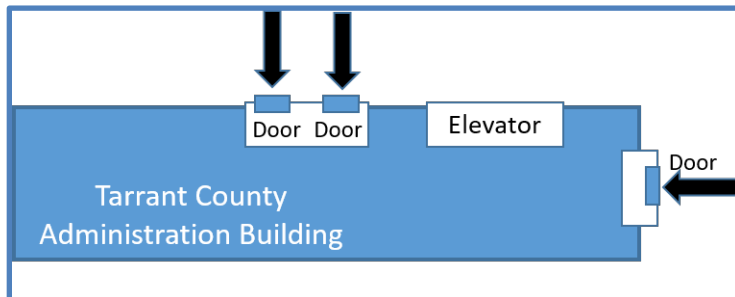 Door Door
Elevator
Door
Tarrant County
Administration Building